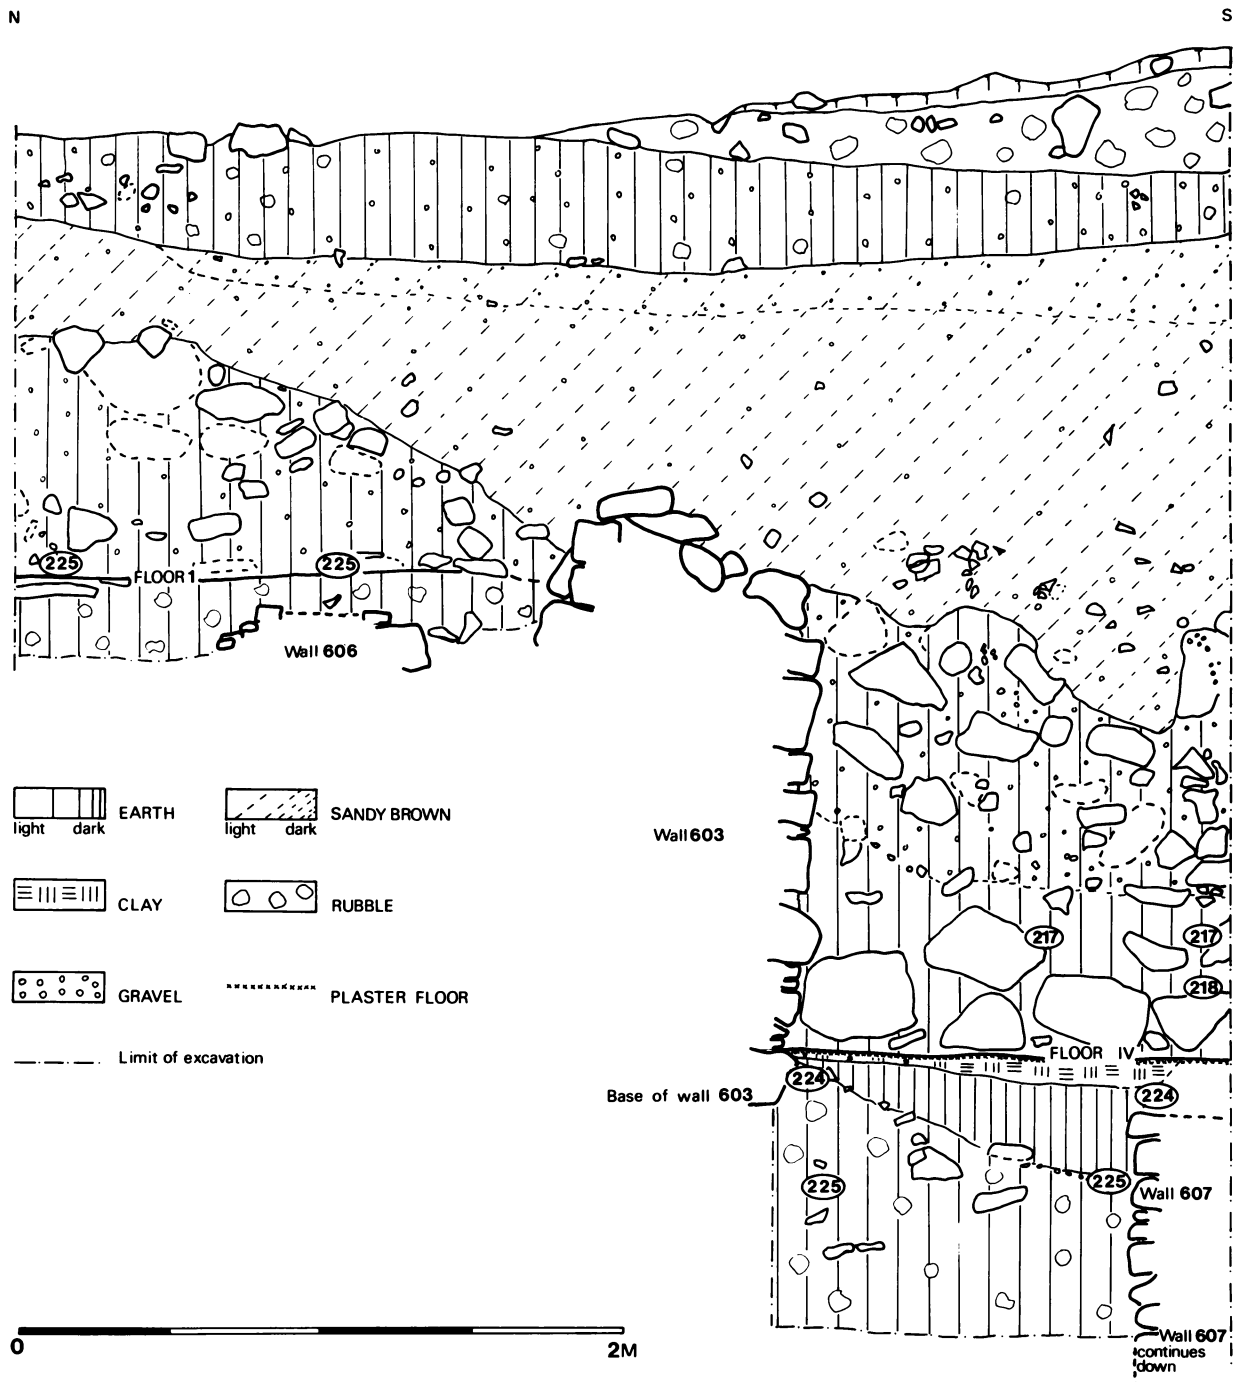 N S
225 225
FLOOR 1
Wall 606
EARTH
light dark
SANDY BROWN
light dark
Wall 603
CLAY
RUBBLE
217 217
218
GRAVEL
PLASTER FLOOR
Limit of excavation
FLOOR IV
224
Base of wall 603
224
225 225
Wall 607
Wall 607
continues
down
0 2M